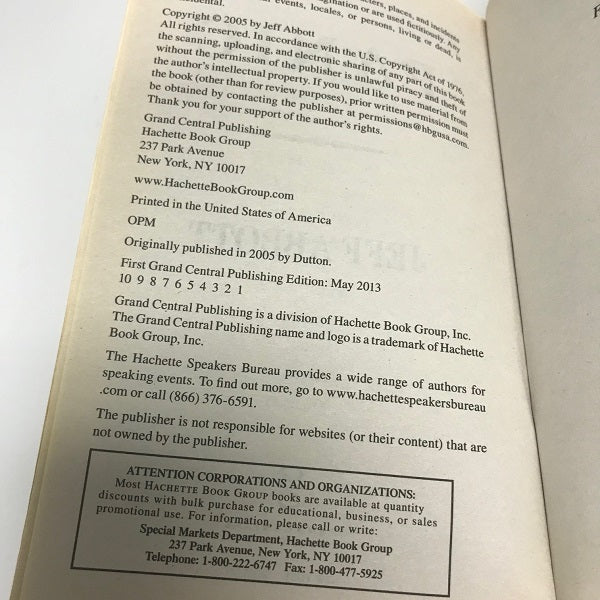 acters, places, and incidents
agination or are used fictitiously. Any
events, locales, or persons, living or dead, is
cidental.
Copyright © 2005 by Jeff Abbott
All rights reserved. In accordance with the U.S. Copyright Act of 1976,
the scanning, uploading, and electronic sharing of any part of this book
without the permission of the publisher is unlawful piracy and theft of
the author's intellectual property. If you would like to use material from
the book (other than for review purposes), prior written permission must
be obtained by contacting the publisher at permissions@hbgusa.com.
Thank you for your support of the author's rights.
Grand Central Publishing
Hachette Book Group
237 Park Avenue
New York, NY 10017
www.HachetteBookGroup.com
Printed in the United States of America
OPM
Originally published in 2005 by Dutton.
First Grand Central Publishing Edition: May 2013
10 9 8 7 6 5 4 3 2 1
Grand Central Publishing is a division of Hachette Book Group, Inc.
The Grand Central Publishing name and logo is a trademark of Hachette
Book Group, Inc.
The Hachette Speakers Bureau provides a wide range of authors for
speaking events. To find out more, go to www.hachettespeakersbureau
.com or call (866) 376-6591.
The publisher is not responsible for websites (or their content) that are
not owned by the publisher.
ATTENTION CORPORATIONS AND ORGANIZATIONS:
Most HACHETTE BOOK GROUP books are available at quantity
discounts with bulk purchase for educational, business, or sales
promotional use. For information, please call or write:
Special Markets Department, Hachette Book Group
237 Park Avenue, New York, NY 10017
Telephone: 1-800-222-6747 Fax: 1-800-477-5925